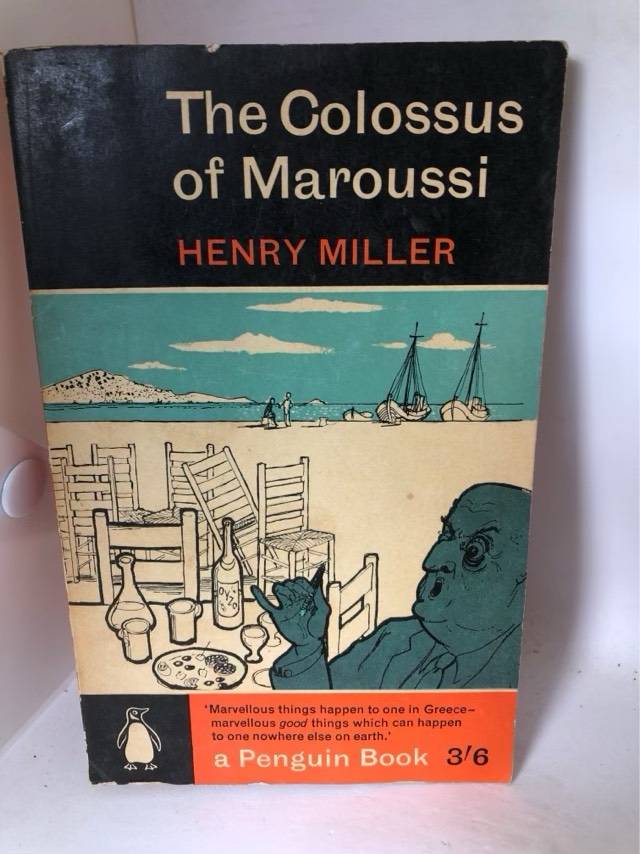 The Colossus
of Maroussi
HENRY MILLER
ΟΥΖΟ
'Marvellous things happen to one in Greece–
marvellous good things which can happen
to one nowhere else on earth.'
a Penguin Book 3/6